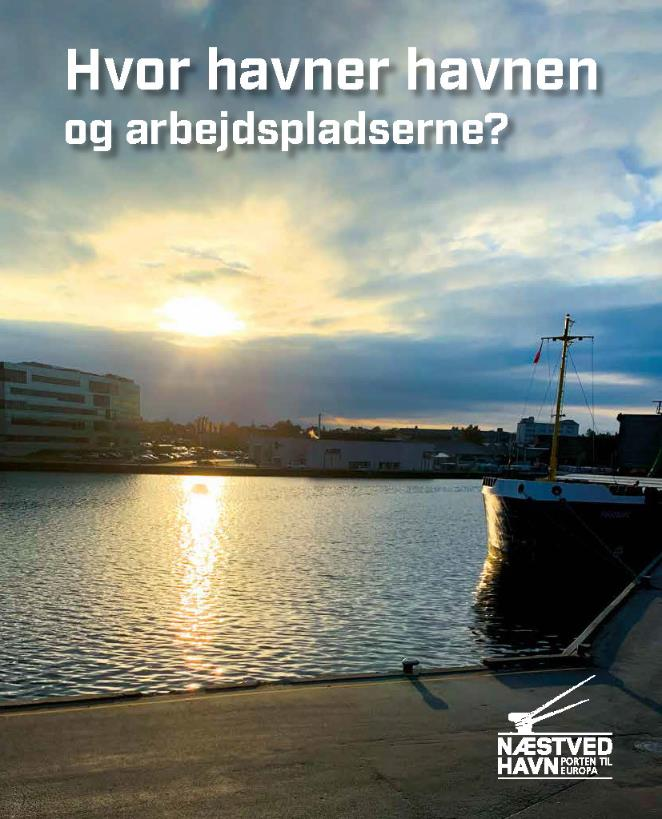 Hvor havner havnen
og arbejdspladserne?
NÆSTVED
HAVN PORTEN TIL
EUROPA